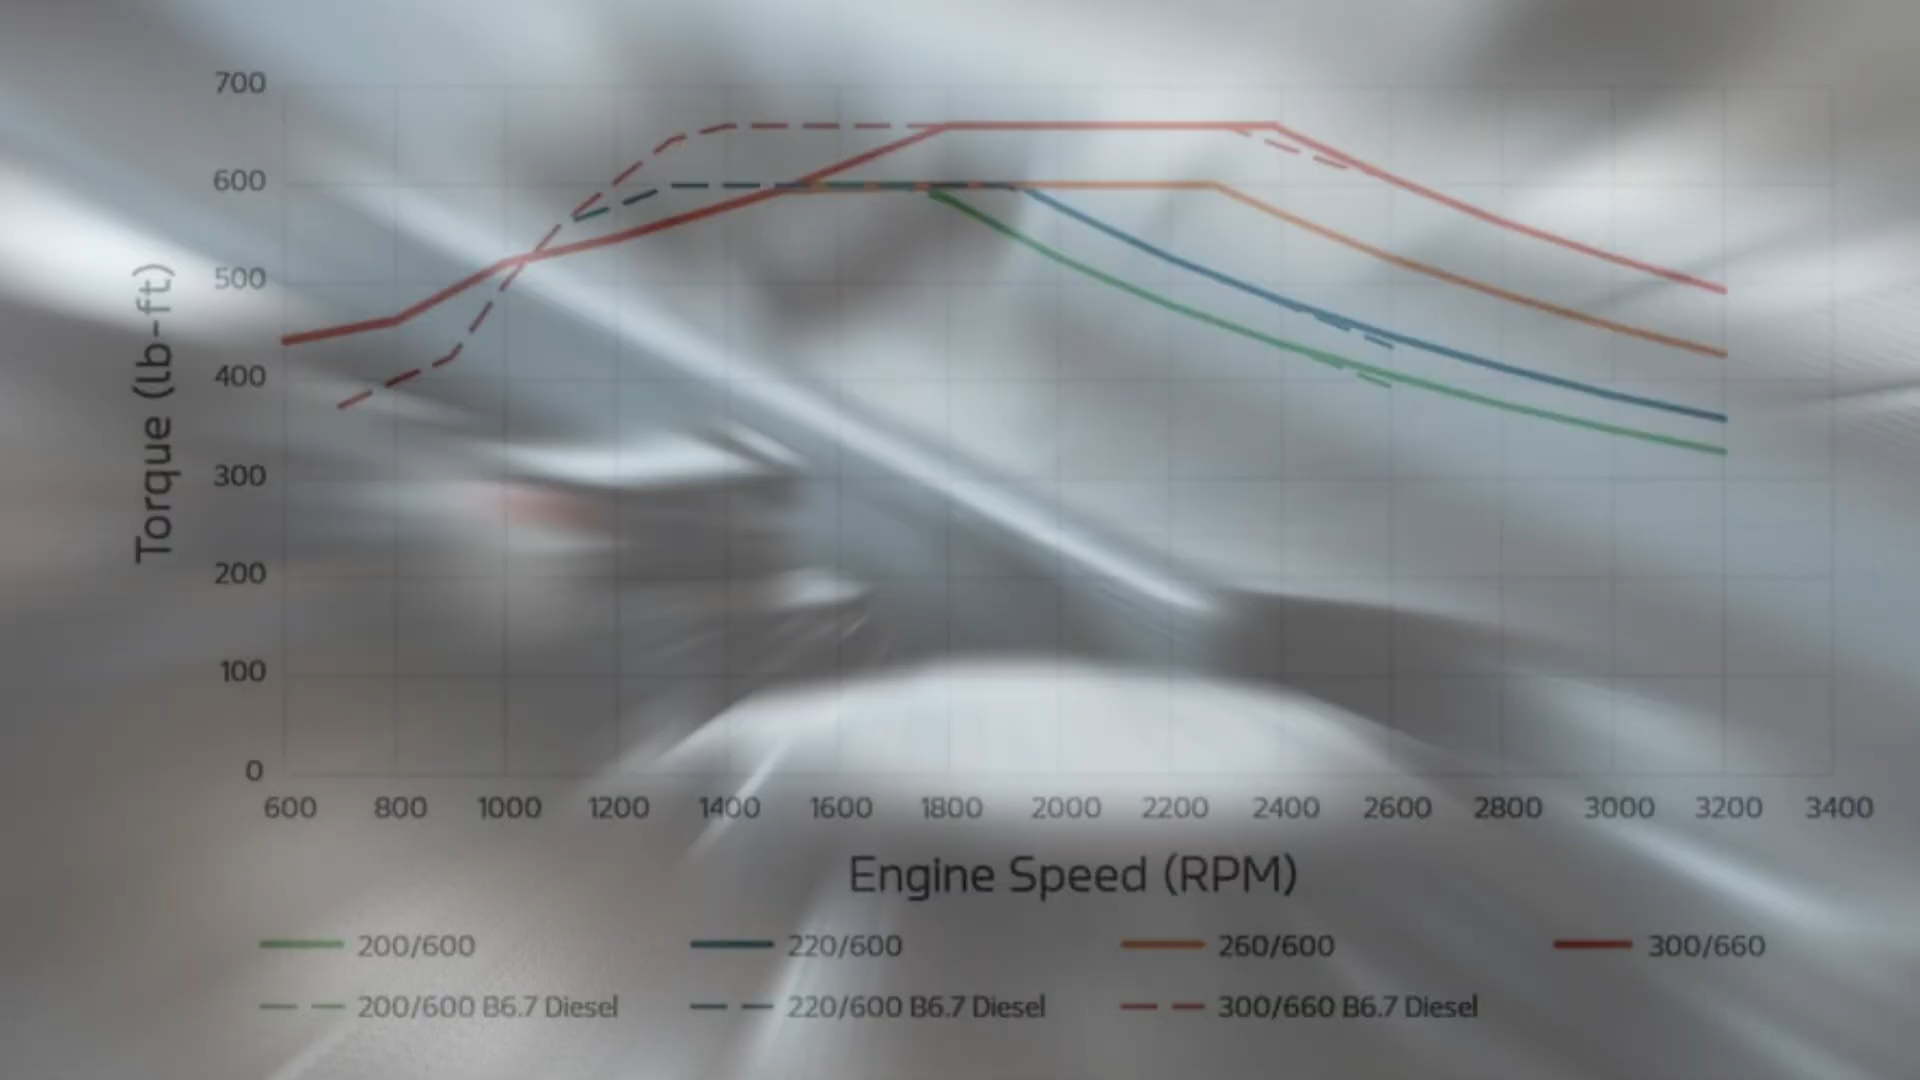 700
600
500
400
300
200
100
0
Torque (lb-ft)
600 800 1000 1200 1400 1600 1800 2000 2200 2400 2600 2800 3000 3200 3400
Engine Speed (RPM)
200/600 220/600 260/600 300/660
200/600 B6.7 Diesel 220/600 B6.7 Diesel 300/660 B6.7 Diesel